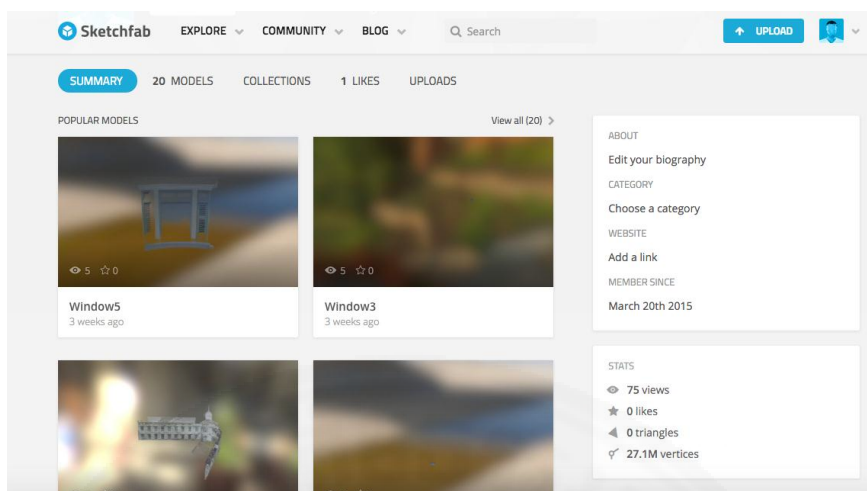 Sketchfab EXPLORE COMMUNITY BLOG Search UPLOAD
SUMMARY 20 MODELS COLLECTIONS 1 LIKES UPLOADS
POPULAR MODELS View all (20)
5 0
Window5
3 weeks ago
5 0
Window3
3 weeks ago
ABOUT
Edit your biography
CATEGORY
Choose a category
WEBSITE
Add a link
MEMBER SINCE
March 20th 2015
STATS
75 views
0 likes
0 triangles
27.1M vertices